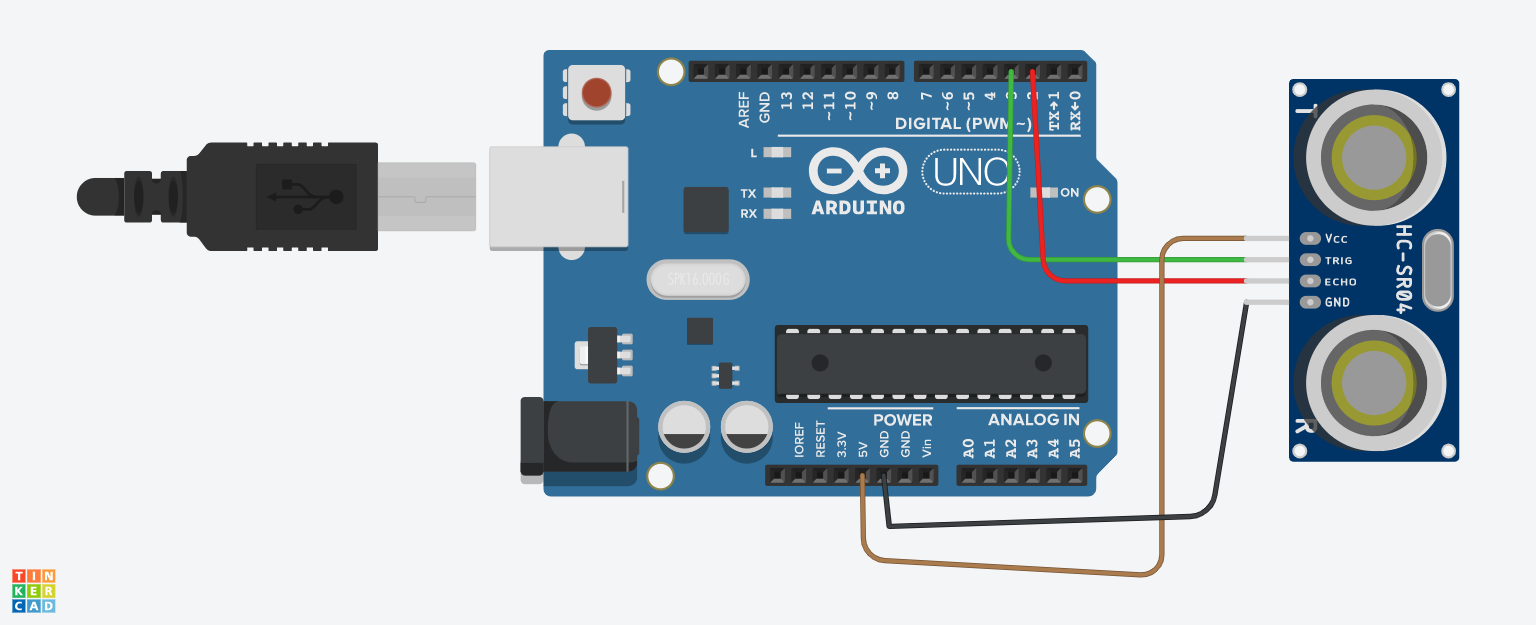 AREF
GND
13
12
~11
~10
~9
8
7
~6
~5
4
3
2
TX→1
RX←0
DIGITAL (PWM ~)
L
TX
RX
UNO
ON
ARDUINO
SPK16.000G
T
Vcc
TRIG
ECHO
GND
HC-SR04
R
POWER
ANALOG IN
IOREF
RESET
3.3V
5V
GND
GND
Vin
A0
A1
A2
A3
A4
A5
TIN
KER
CAD